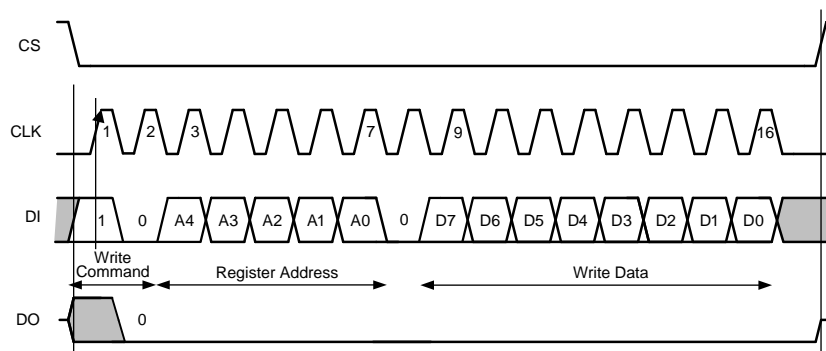 CS
CLK 1 2 3 7 9 16
DI 1 0 A4 A3 A2 A1 A0 0 D7 D6 D5 D4 D3 D2 D1 D0
Write
Command
Register Address
Write Data
DO 0